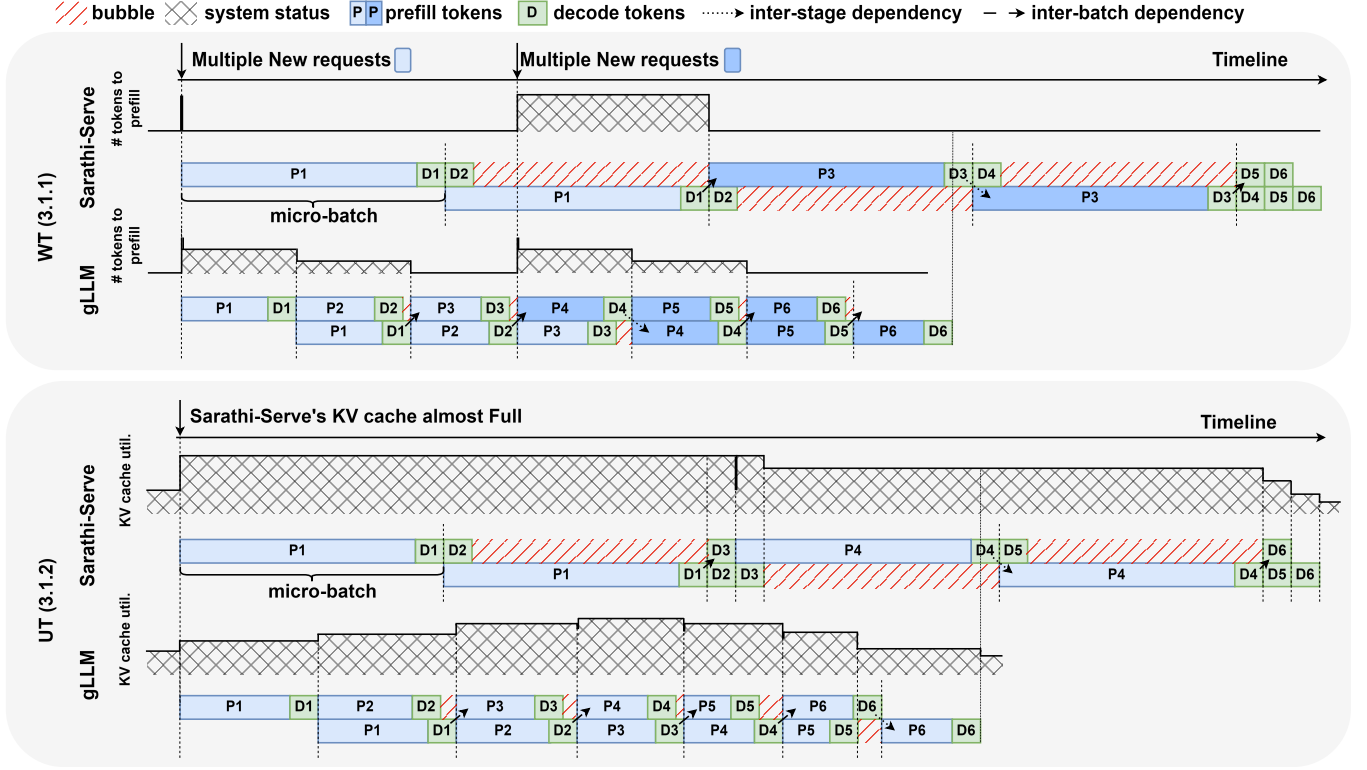 bubble system status P P prefill tokens D decode tokens inter-stage dependency inter-batch dependency
Multiple New requests Multiple New requests Timeline
WT (3.1.1)
Sarathi-Serve
# tokens to prefill
P1 D1 D2 P3 D3 D4 D5 D6
P1 D1 D2 P3 D3 D4 D5 D6
micro-batch
gLLM
# tokens to prefill
P1 D1 P2 D2 P3 D3 P4 D4 P5 D5 P6 D6
P1 D1 P2 D2 P3 D3 P4 D4 P5 D5 P6 D6
Sarathi-Serve's KV cache almost Full Timeline
UT (3.1.2)
Sarathi-Serve
KV cache util.
P1 D1 D2 D3 P4 D4 D5 D6
P1 D1 D2 D3 P4 D4 D5 D6
micro-batch
gLLM
KV cache util.
P1 D1 P2 D2 P3 D3 P4 D4 P5 D5 P6 D6
P1 D1 P2 D2 P3 D3 P4 D4 P5 D5 P6 D6